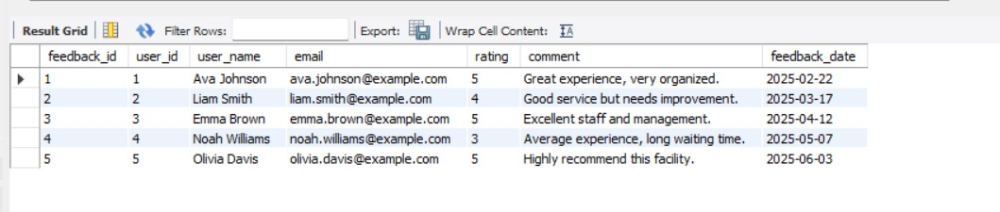 Result Grid Filter Rows: Export: Wrap Cell Content:
feedback_id user_id user_name email rating comment feedback_date
1 1 Ava Johnson ava.johnson@example.com 5 Great experience, very organized. 2025-02-22
2 2 Liam Smith liam.smith@example.com 4 Good service but needs improvement. 2025-03-17
3 3 Emma Brown emma.brown@example.com 5 Excellent staff and management. 2025-04-12
4 4 Noah Williams noah.williams@example.com 3 Average experience, long waiting time. 2025-05-07
5 5 Olivia Davis olivia.davis@example.com 5 Highly recommend this facility. 2025-06-03